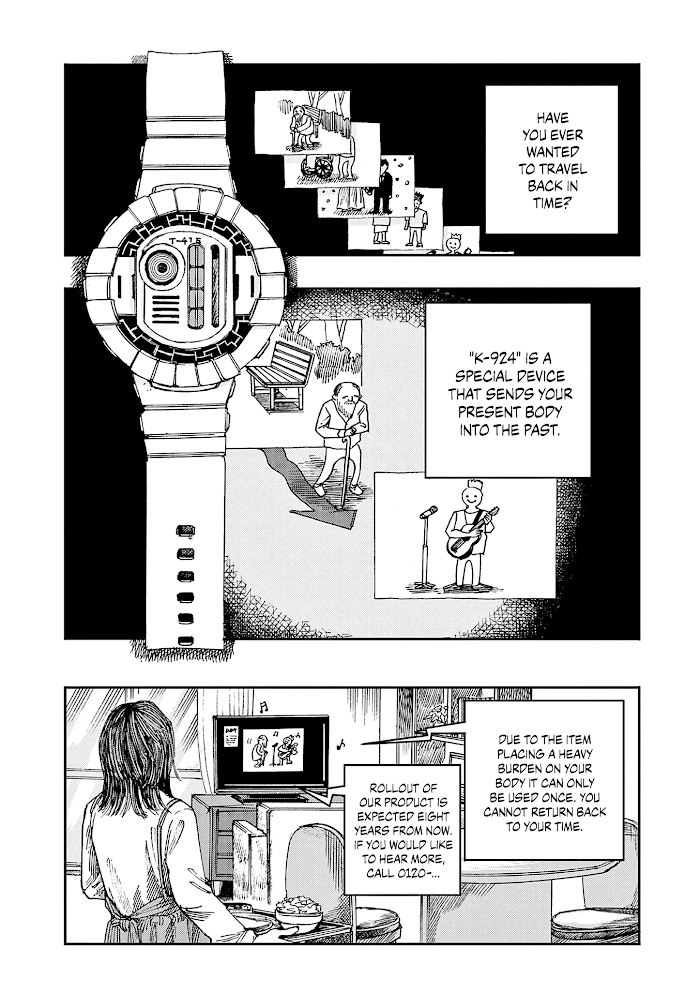 HAVE
YOU EVER
WANTED
TO TRAVEL
BACK IN
TIME?
T-415
"K-924" IS A
SPECIAL DEVICE
THAT SENDS YOUR
PRESENT BODY
INTO THE PAST.
DUE TO THE ITEM
PLACING A HEAVY
BURDEN ON YOUR
BODY IT CAN ONLY
BE USED ONCE. YOU
CANNOT RETURN BACK
TO YOUR TIME.
ROLLOUT OF
OUR PRODUCT IS
EXPECTED EIGHT
YEARS FROM NOW.
IF YOU WOULD LIKE
TO HEAR MORE,
CALL 0120-...